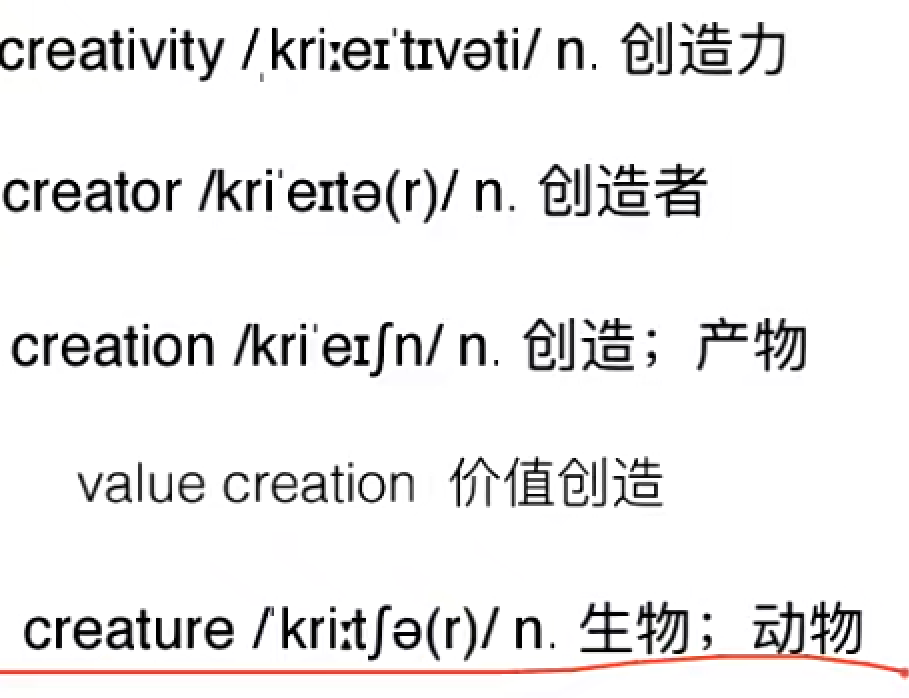 creativity /ˌkriːeɪˈtɪvəti/ n. 创造力
creator /kriˈeɪtə(r)/ n. 创造者
creation /kriˈeɪʃn/ n. 创造；产物
value creation 价值创造
creature /ˈkriːtʃə(r)/ n. 生物；动物